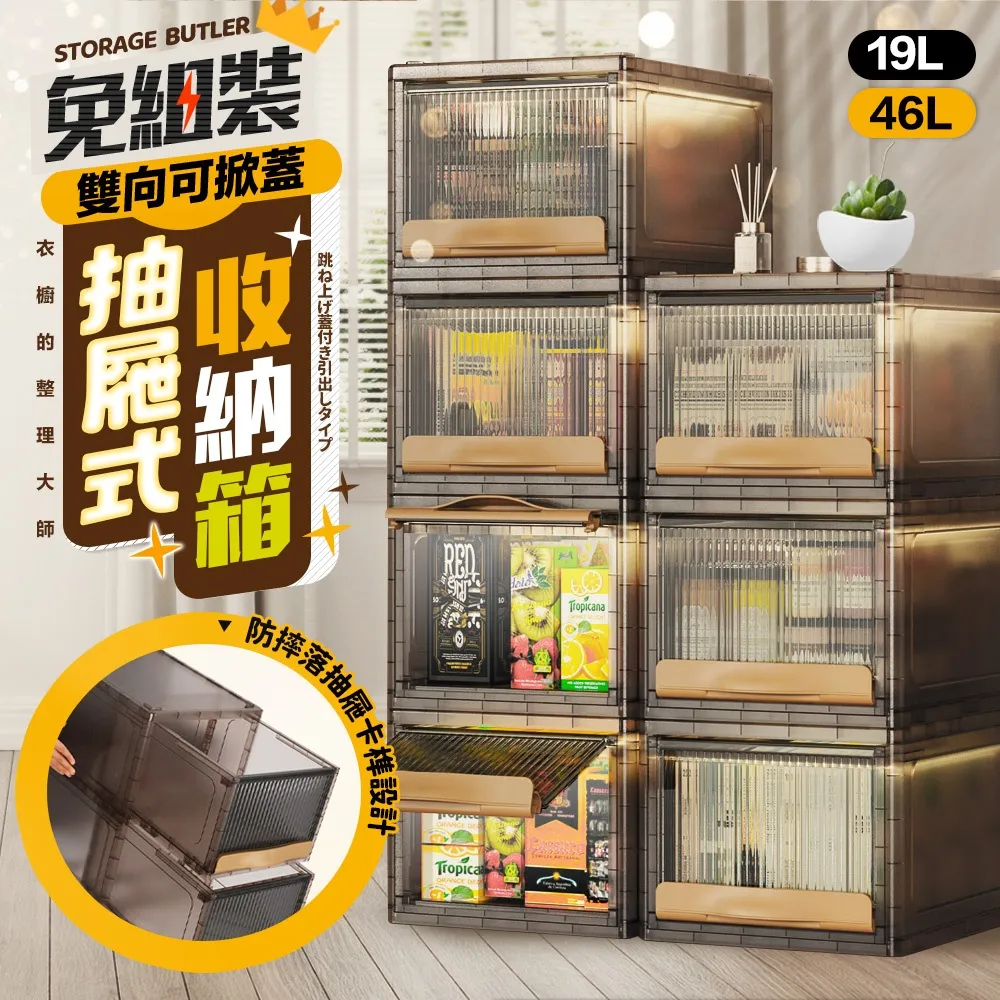 STORAGE BUTLER
免組裝
雙向可掀蓋
衣櫥的整理大師
抽屜式
收納箱
跳ね上げ蓋付き引出しタイプ
19L
46L
防摔落抽屜卡榫設計
RED
Tropicana
Tropica